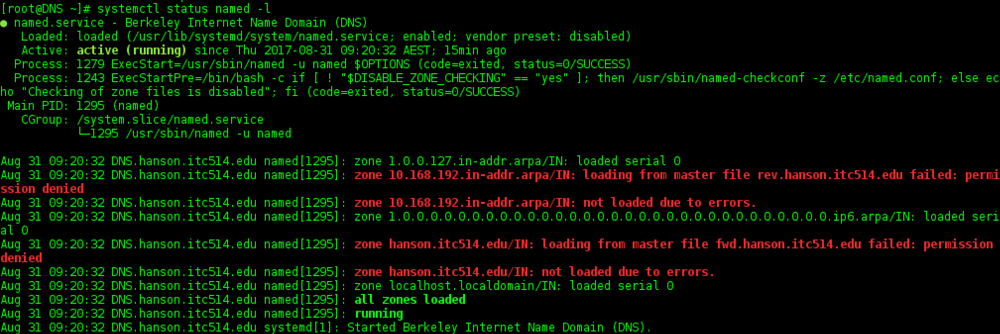 [root@DNS ~]# systemctl status named -l
● named.service - Berkeley Internet Name Domain (DNS)
   Loaded: loaded (/usr/lib/systemd/system/named.service; enabled; vendor preset: disabled)
   Active: active (running) since Thu 2017-08-31 09:20:32 AEST; 15min ago
  Process: 1279 ExecStart=/usr/sbin/named -u named $OPTIONS (code=exited, status=0/SUCCESS)
  Process: 1243 ExecStartPre=/bin/bash -c if [ ! "$DISABLE_ZONE_CHECKING" == "yes" ]; then /usr/sbin/named-checkconf -z /etc/named.conf; else ec
ho "Checking of zone files is disabled"; fi (code=exited, status=0/SUCCESS)
 Main PID: 1295 (named)
   CGroup: /system.slice/named.service
           └─1295 /usr/sbin/named -u named
Aug 31 09:20:32 DNS.hanson.itc514.edu named[1295]: zone 1.0.0.127.in-addr.arpa/IN: loaded serial 0
Aug 31 09:20:32 DNS.hanson.itc514.edu named[1295]: zone 10.168.192.in-addr.arpa/IN: loading from master file rev.hanson.itc514.edu failed: permi
ssion denied
Aug 31 09:20:32 DNS.hanson.itc514.edu named[1295]: zone 10.168.192.in-addr.arpa/IN: not loaded due to errors.
Aug 31 09:20:32 DNS.hanson.itc514.edu named[1295]: zone 1.0.0.0.0.0.0.0.0.0.0.0.0.0.0.0.0.0.0.0.0.0.0.0.0.0.0.0.0.0.0.0.ip6.arpa/IN: loaded seri
al 0
Aug 31 09:20:32 DNS.hanson.itc514.edu named[1295]: zone hanson.itc514.edu/IN: loading from master file fwd.hanson.itc514.edu failed: permission
denied
Aug 31 09:20:32 DNS.hanson.itc514.edu named[1295]: zone hanson.itc514.edu/IN: not loaded due to errors.
Aug 31 09:20:32 DNS.hanson.itc514.edu named[1295]: zone localhost.localdomain/IN: loaded serial 0
Aug 31 09:20:32 DNS.hanson.itc514.edu named[1295]: all zones loaded
Aug 31 09:20:32 DNS.hanson.itc514.edu named[1295]: running
Aug 31 09:20:32 DNS.hanson.itc514.edu systemd[1]: Started Berkeley Internet Name Domain (DNS).